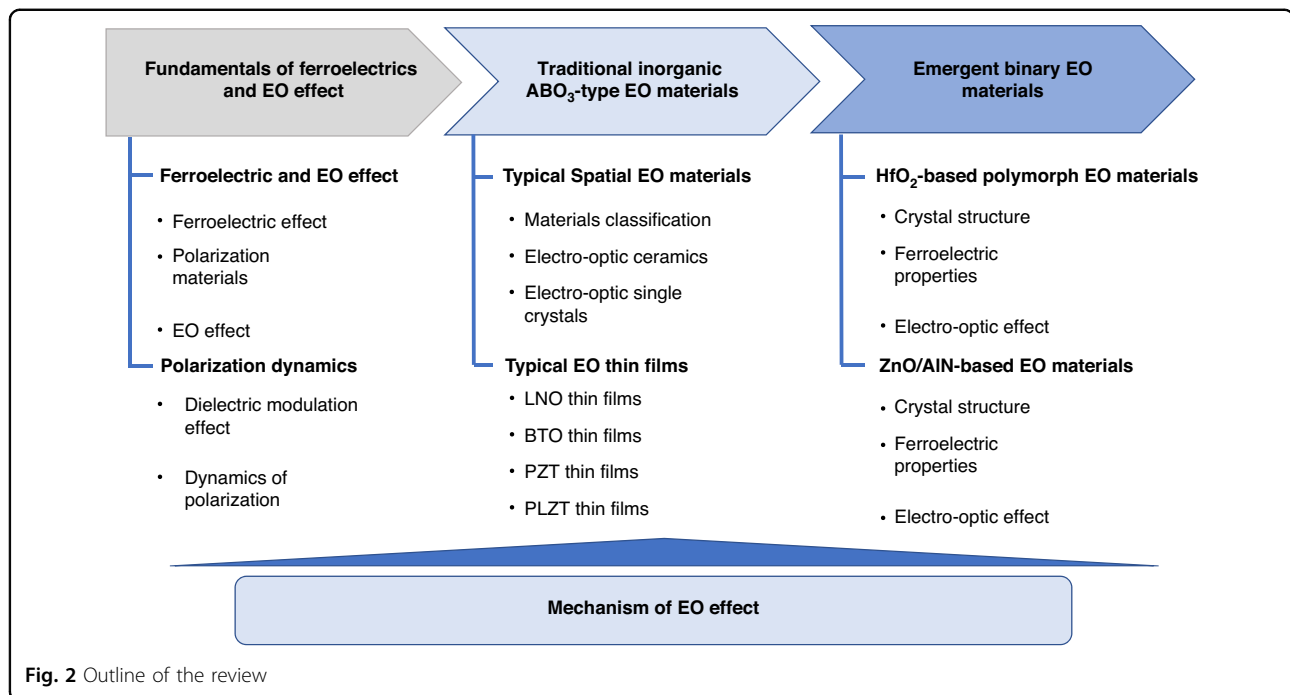 Fundamentals of ferroelectrics
and EO effect
Ferroelectric and EO effect
• Ferroelectric effect
• Polarization
materials
• EO effect
Polarization dynamics
• Dielectric modulation
effect
• Dynamics of
polarization
Traditional inorganic
ABO₃-type EO materials
Typical Spatial EO materials
• Materials classification
• Electro-optic ceramics
• Electro-optic single
crystals
Typical EO thin films
• LNO thin films
• BTO thin films
• PZT thin films
• PLZT thin films
Emergent binary EO
materials
HfO₂-based polymorph EO materials
• Crystal structure
• Ferroelectric
properties
• Electro-optic effect
ZnO/AlN-based EO materials
• Crystal structure
• Ferroelectric
properties
• Electro-optic effect
Mechanism of EO effect
Fig. 2 Outline of the review